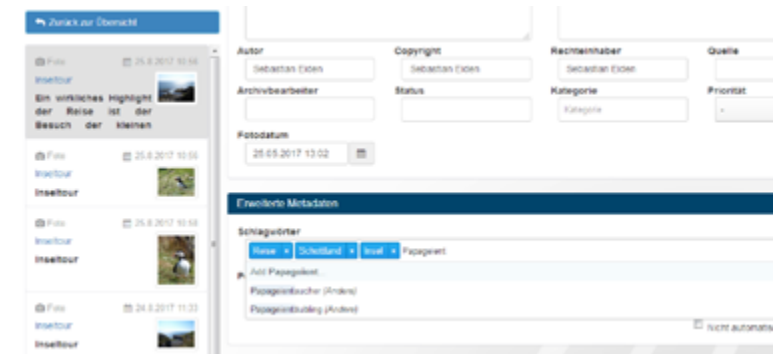 Zurück zur Übersicht
Foto 25.8.2017 10:56
Inseltour
Ein wirkliches Highlight
der Reise ist der
Besuch der kleinen
Foto 25.8.2017 10:55
Inseltour
Inseltour
Foto 25.8.2017 10:50
Inseltour
Inseltour
Foto 24.8.2017 11:33
Inseltour
Inseltour
Autor Copyright Rechteinhaber Quelle
Sebastian Eiden Sebastian Eiden Sebastian Eiden
Archivbearbeiter Status Kategorie Priorität
Kategorie -
Fotodatum
25.05.2017 13:02
Erweiterte Metadaten
Schlagwörter
Reise × Schottland × Insel × Papageient
Add Papageient...
Papageientaucher (Andere)
(Andere)
Nicht automatis